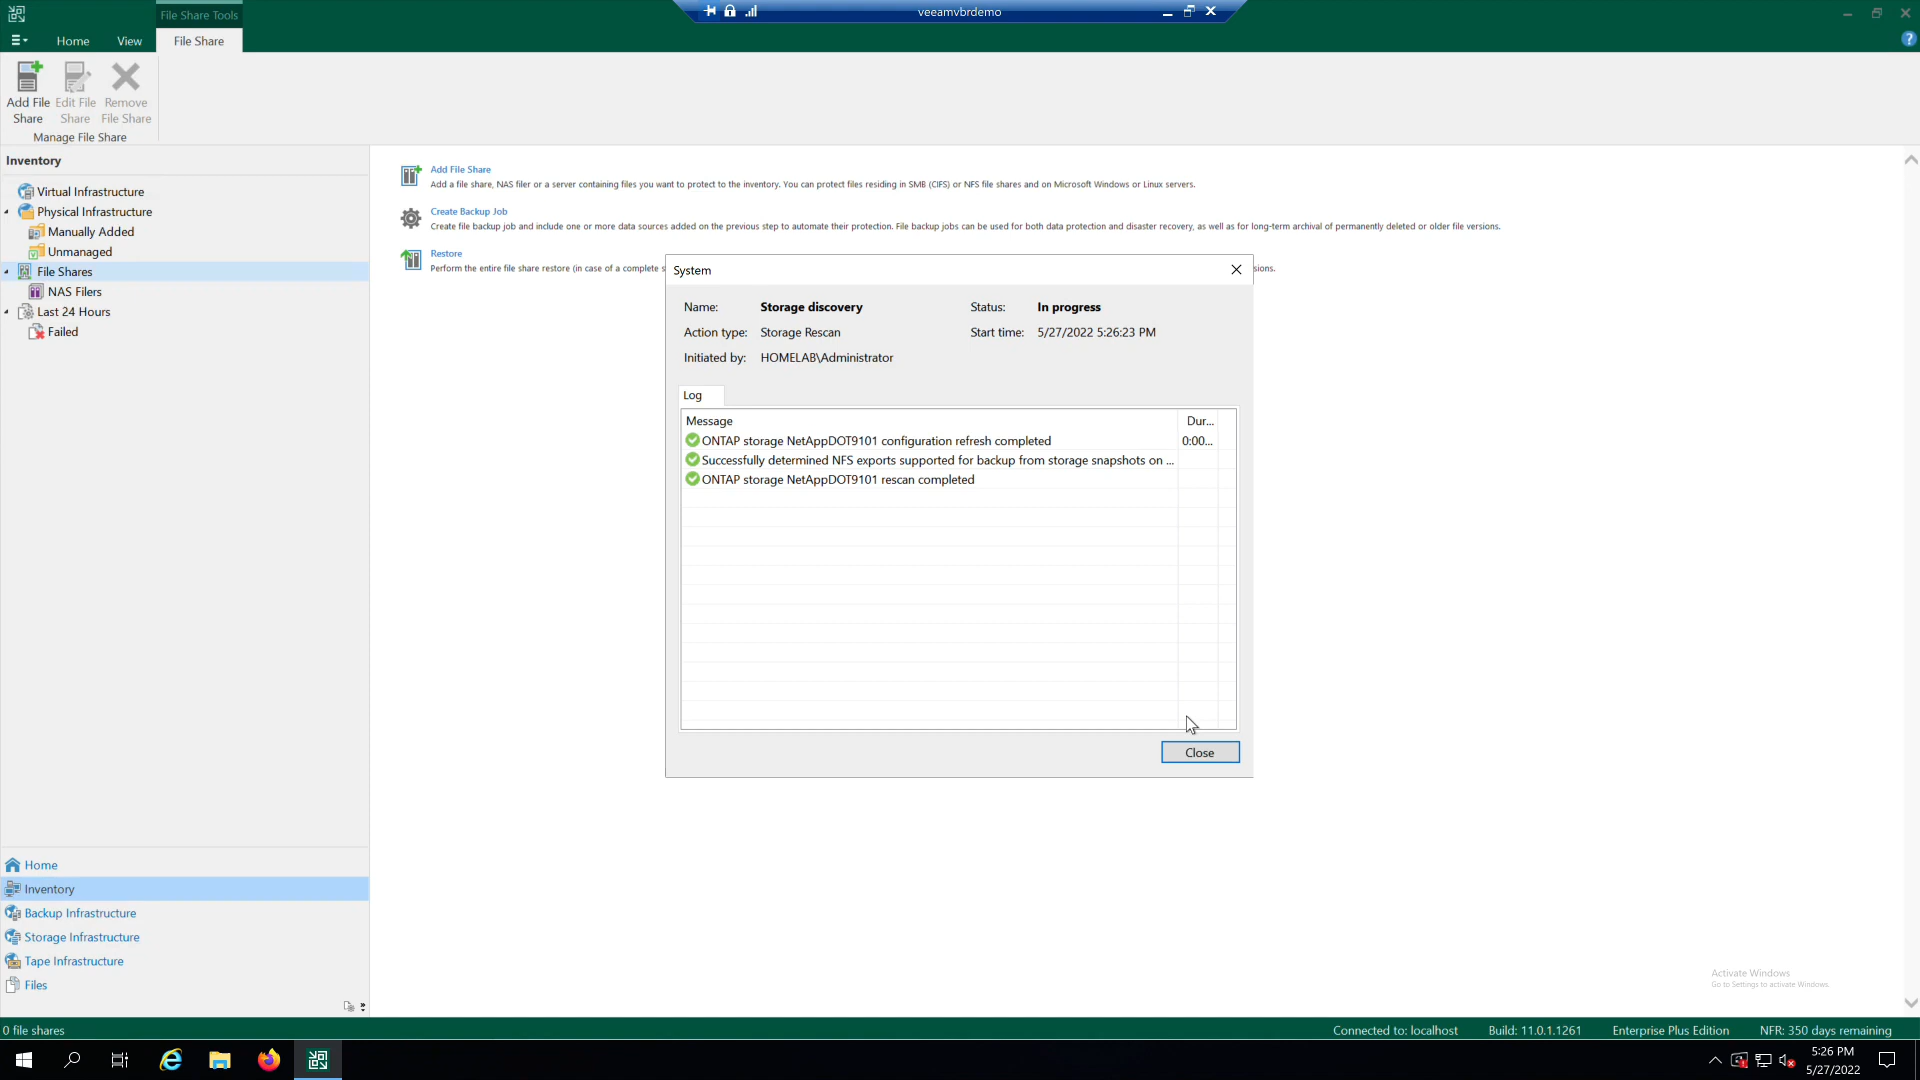 File Share Tools
veeamvbrdemo
Home
View
File Share
Add File Share
Edit File Share
Remove File Share
Manage File Share
Inventory
Virtual Infrastructure
Physical Infrastructure
Manually Added
Unmanaged
File Shares
NAS Filers
Last 24 Hours
Failed
Add File Share
Add a file share, NAS filer or a server containing files you want to protect to the inventory. You can protect files residing in SMB (CIFS) or NFS file shares and on Microsoft Windows or Linux servers.
Create Backup Job
Create file backup job and include one or more data sources added on the previous step to automate their protection. File backup jobs can be used for both data protection and disaster recovery, as well as for long-term archival of permanently deleted or older file versions.
Restore
Perform the entire file share restore (in case of a complete s
sions.
System
Name: Storage discovery
Status: In progress
Action type: Storage Rescan
Start time: 5/27/2022 5:26:23 PM
Initiated by: HOMELAB\Administrator
Log
Message
Dur...
ONTAP storage NetAppDOT9101 configuration refresh completed
0:00...
Successfully determined NFS exports supported for backup from storage snapshots on ...
ONTAP storage NetAppDOT9101 rescan completed
Close
Home
Inventory
Backup Infrastructure
Storage Infrastructure
Tape Infrastructure
Files
Activate Windows
Go to Settings to activate Windows.
0 file shares
Connected to: localhost
Build: 11.0.1.1261
Enterprise Plus Edition
NFR: 350 days remaining
5:26 PM
5/27/2022